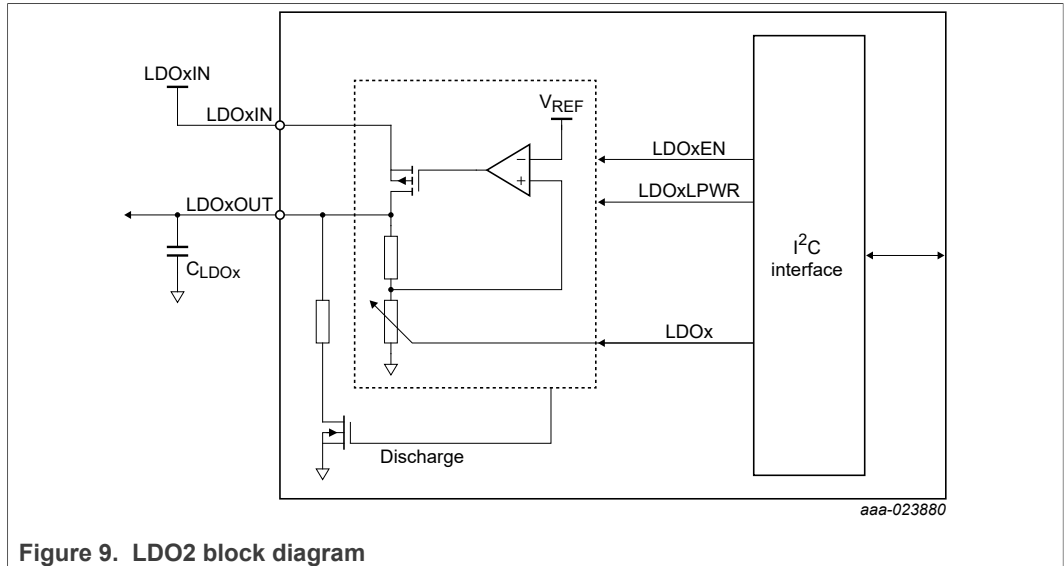 LDOxIN
LDOxIN
VREF
LDOxEN
LDOxLPWR
LDOxOUT
I2C
interface
CLDOx
LDOx
Discharge
aaa-023880
Figure 9. LDO2 block diagram